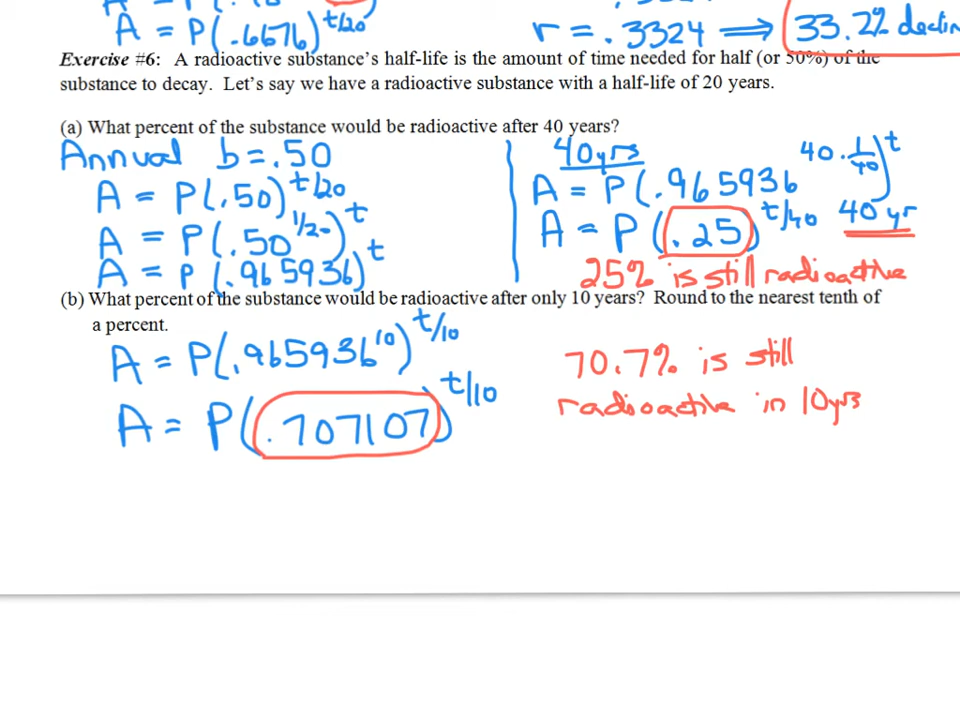 A = P(.6676)^t/20
r = .3324 ⟹ 33.2% declin
Exercise #6: A radioactive substance's half-life is the amount of time needed for half (or 50%) of the
substance to decay. Let's say we have a radioactive substance with a half-life of 20 years.
(a) What percent of the substance would be radioactive after 40 years?
Annual b = .50
A = P(.50)^t/20
A = P(.50^1/20)^t
A = P(.965936)^t
40yrs
A = P(.965936^40·1/40)^t
A = P(.25)^t/40 40 yr
25% is still radioactive
(b) What percent of the substance would be radioactive after only 10 years? Round to the nearest tenth of
a percent.
A = P(.965936^10)^t/10
A = P(.707107)^t/10
70.7% is still
radioactive in 10yrs